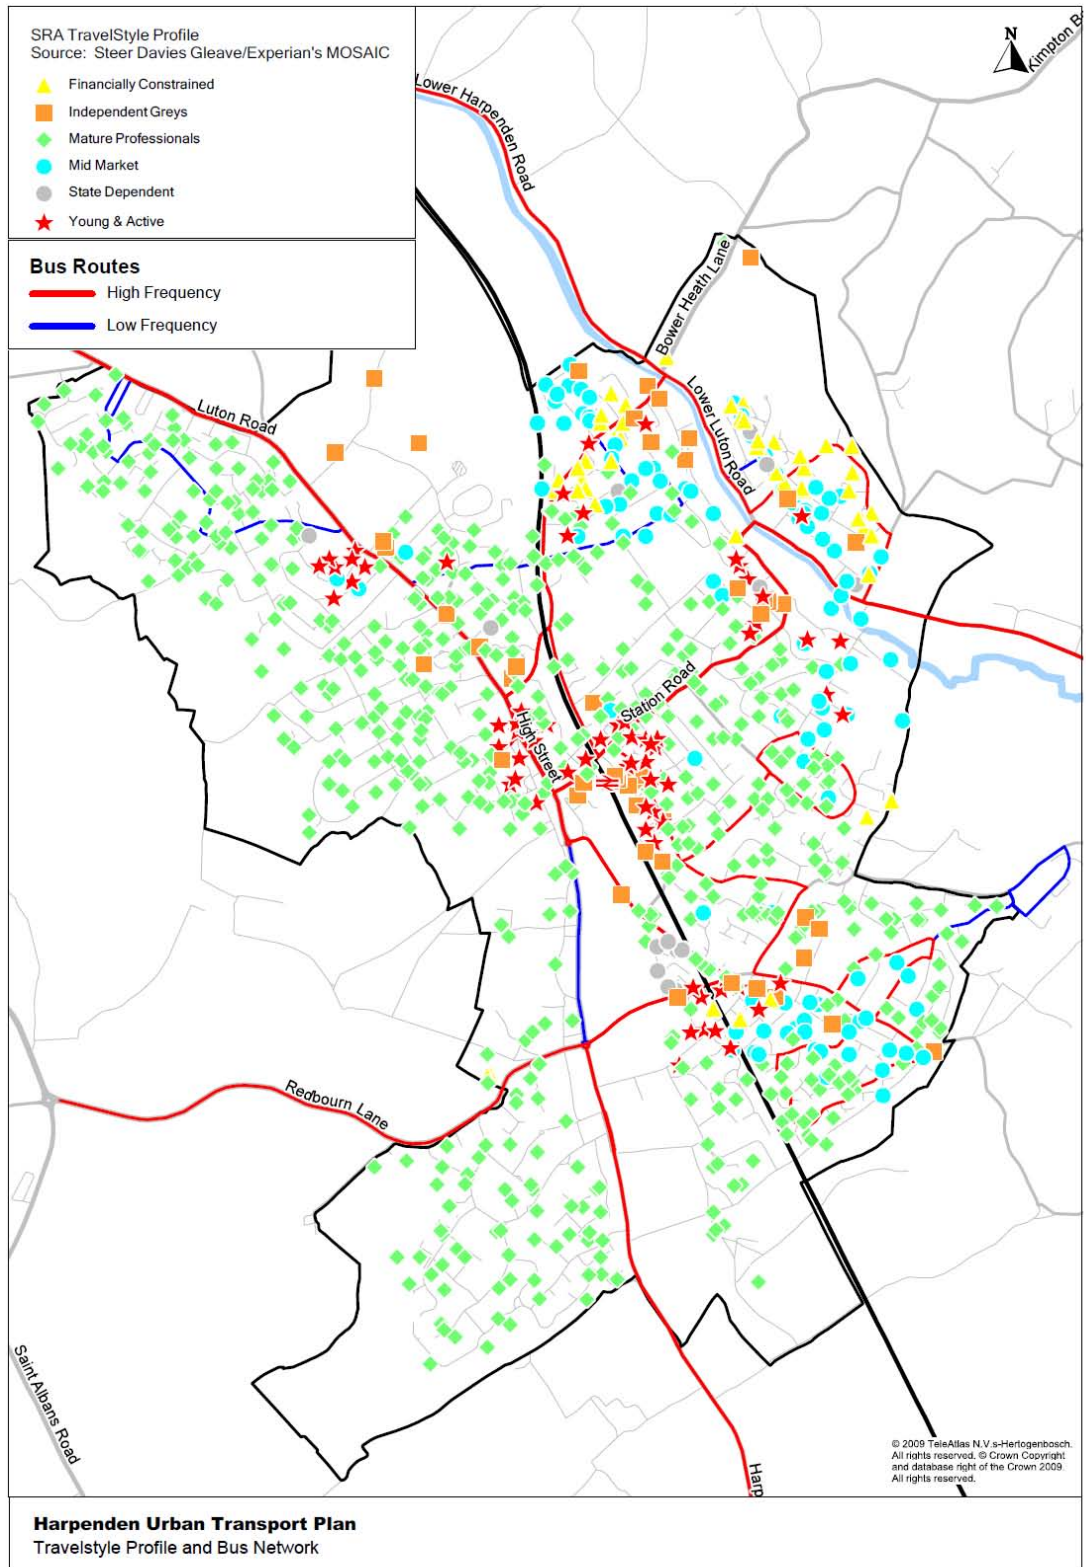 SRA TravelStyle Profile
Source: Steer Davies Gleave/Experian's MOSAIC
Financially Constrained
Independent Greys
Mature Professionals
Mid Market
State Dependent
Young & Active
Bus Routes
High Frequency
Low Frequency
N
Kimpton B
Lower Harpenden Road
Bower Heath Lane
Luton Road
Lower Luton Road
Station Road
High Street
Redbourn Lane
Saint Albans Road
Harp
© 2009 TeleAtlas N.V.s-Hertogenbosch.
All rights reserved. © Crown Copyright
and database right of the Crown 2009.
All rights reserved.
Harpenden Urban Transport Plan
Travelstyle Profile and Bus Network